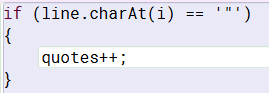 if (line.charAt(i) == '"')
{
quotes++;
}